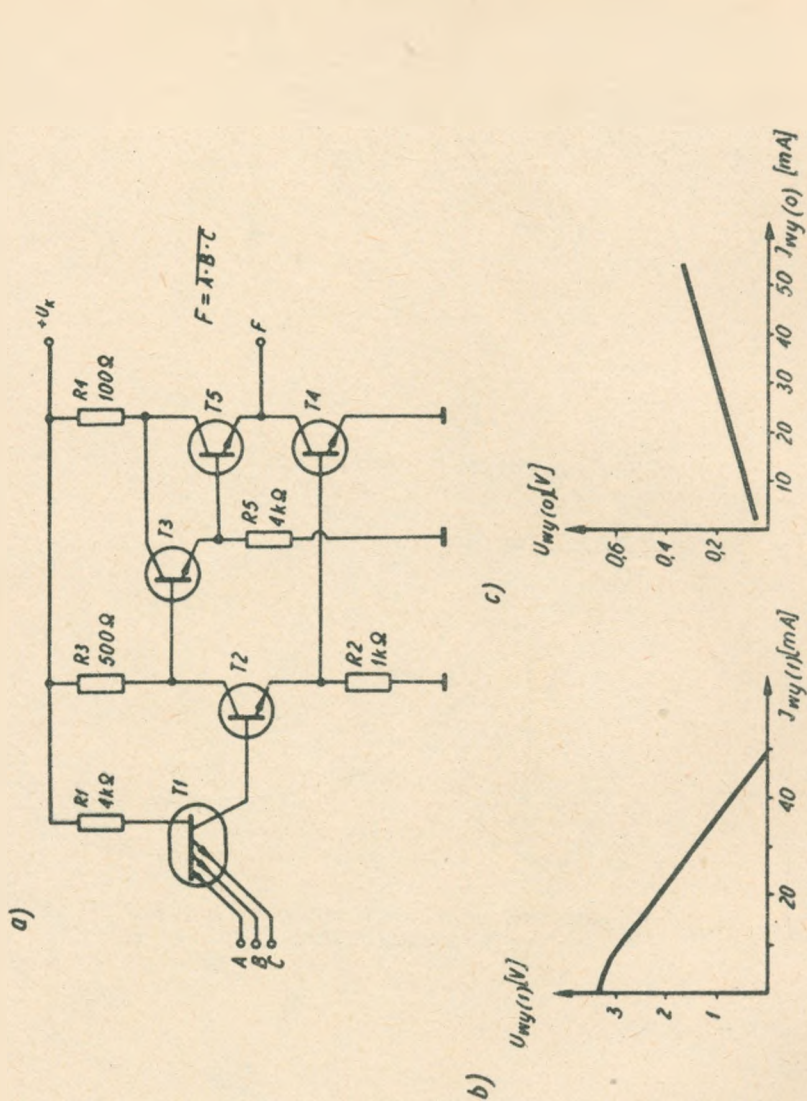 a)
+U_K
R1
4kΩ
R3
500Ω
R4
100Ω
T1
T2
T3
T5
T4
R5
4kΩ
R2
1kΩ
A
B
C
F
F = \overline{A·B·C}
b)
U_wy(1)[V]
3
2
1
20
40
J_wy(1)[mA]
c)
U_wy(0)[V]
0,6
0,4
0,2
10
20
30
40
50
J_wy(0) [mA]